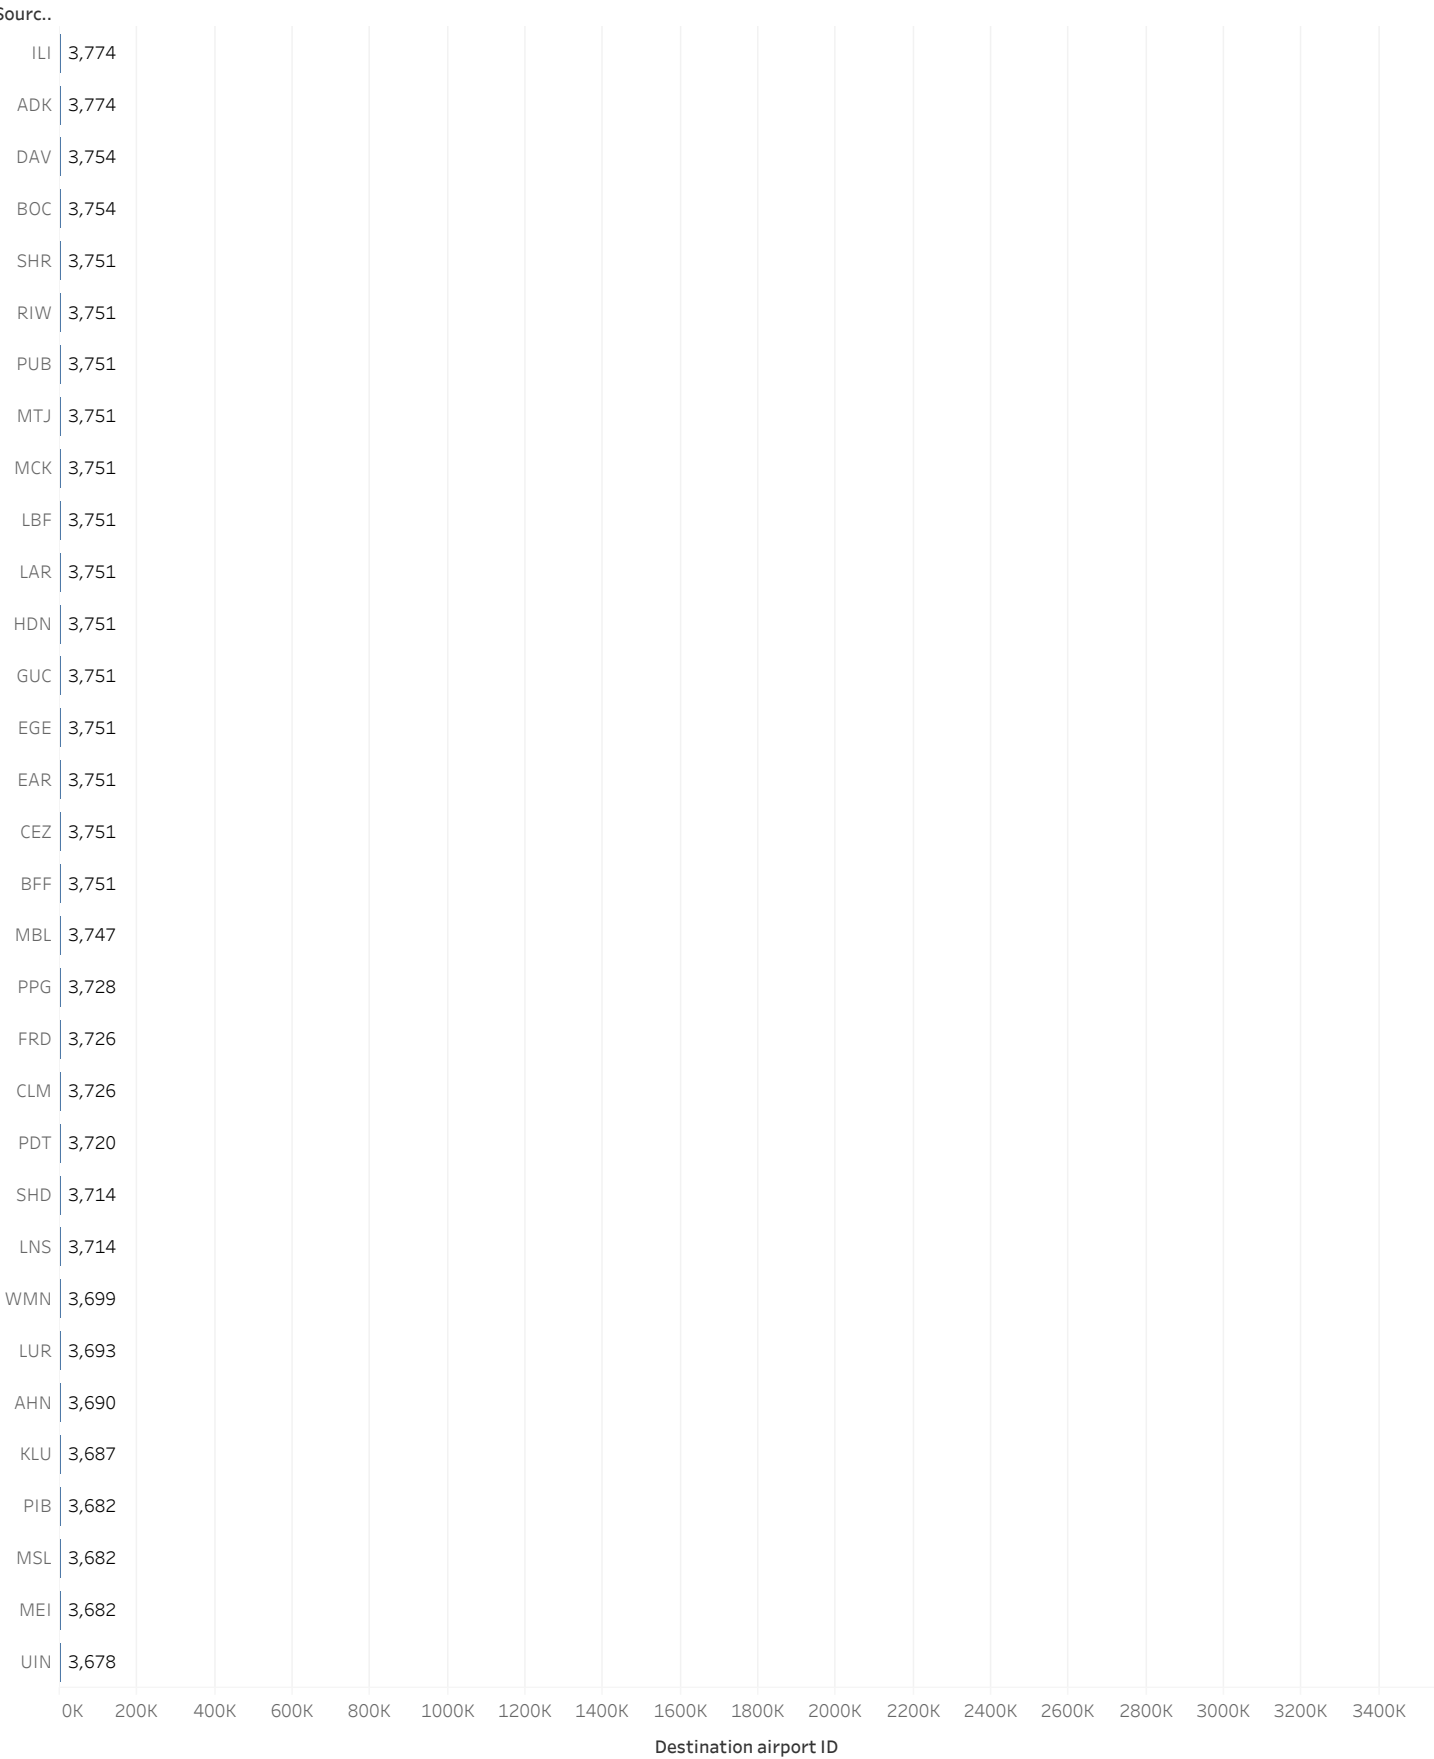 Sourc..
ILI 3,774
ADK 3,774
DAV 3,754
BOC 3,754
SHR 3,751
RIW 3,751
PUB 3,751
MTJ 3,751
MCK 3,751
LBF 3,751
LAR 3,751
HDN 3,751
GUC 3,751
EGE 3,751
EAR 3,751
CEZ 3,751
BFF 3,751
MBL 3,747
PPG 3,728
FRD 3,726
CLM 3,726
PDT 3,720
SHD 3,714
LNS 3,714
WMN 3,699
LUR 3,693
AHN 3,690
KLU 3,687
PIB 3,682
MSL 3,682
MEI 3,682
UIN 3,678
0K 200K 400K 600K 800K 1000K 1200K 1400K 1600K 1800K 2000K 2200K 2400K 2600K 2800K 3000K 3200K 3400K
Destination airport ID